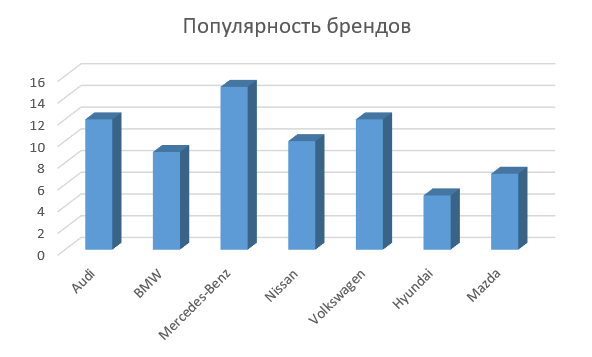 Популярность брендов
16
14
12
10
8
6
4
2
0
Audi
BMW
Mercedes-Benz
Nissan
Volkswagen
Hyundai
Mazda